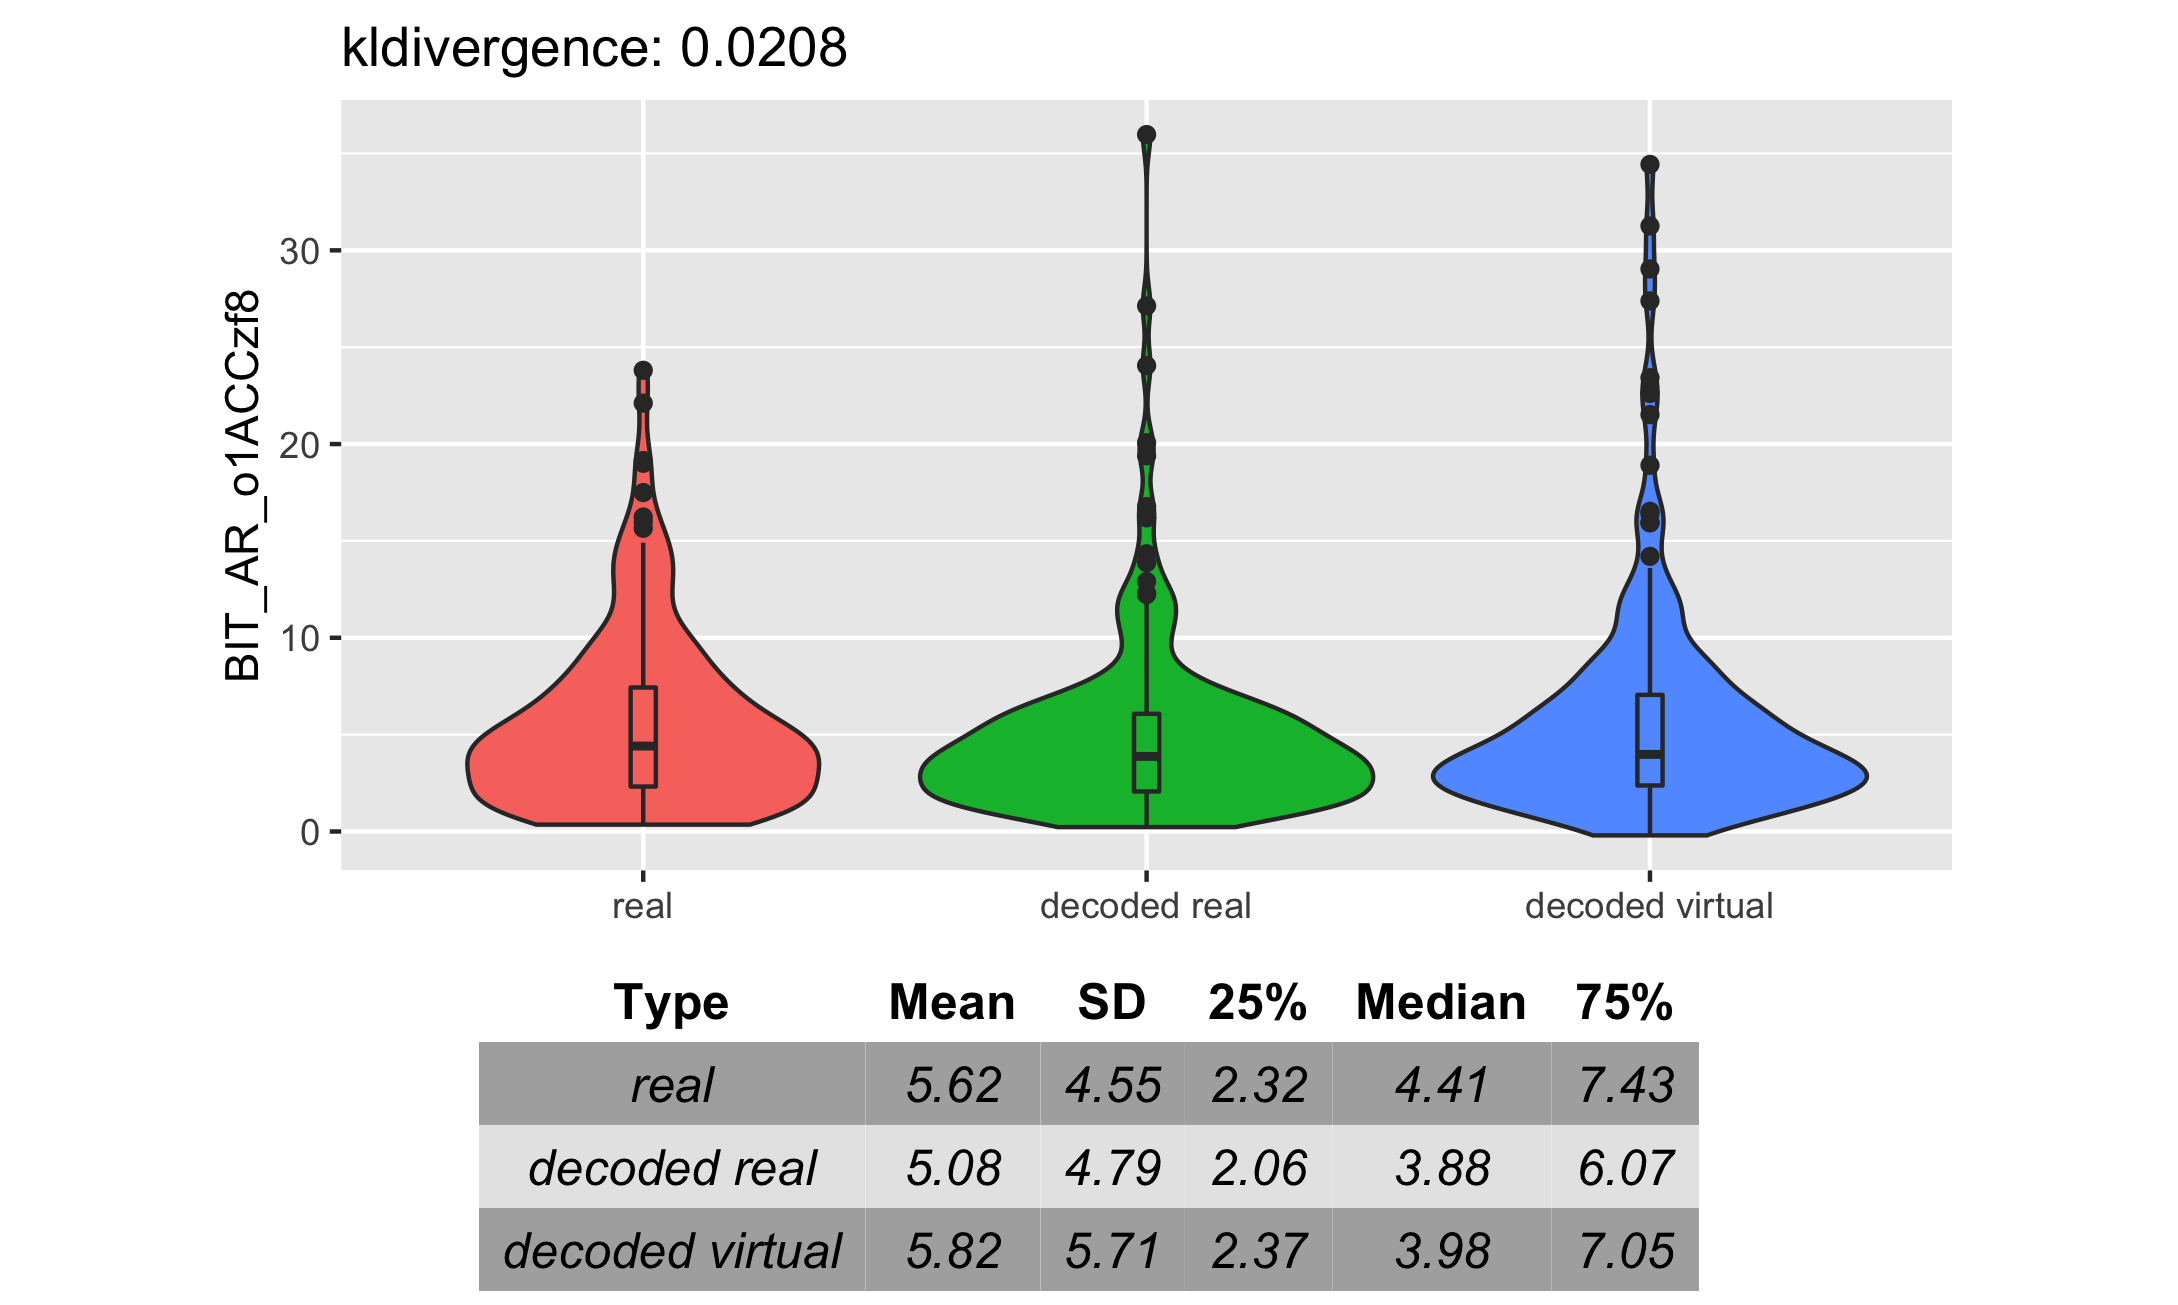 kldivergence: 0.0208
BIT_AR_o1ACCzf8
30
20
10
0
real decoded real decoded virtual
Type Mean SD 25% Median 75%
real 5.62 4.55 2.32 4.41 7.43
decoded real 5.08 4.79 2.06 3.88 6.07
decoded virtual 5.82 5.71 2.37 3.98 7.05